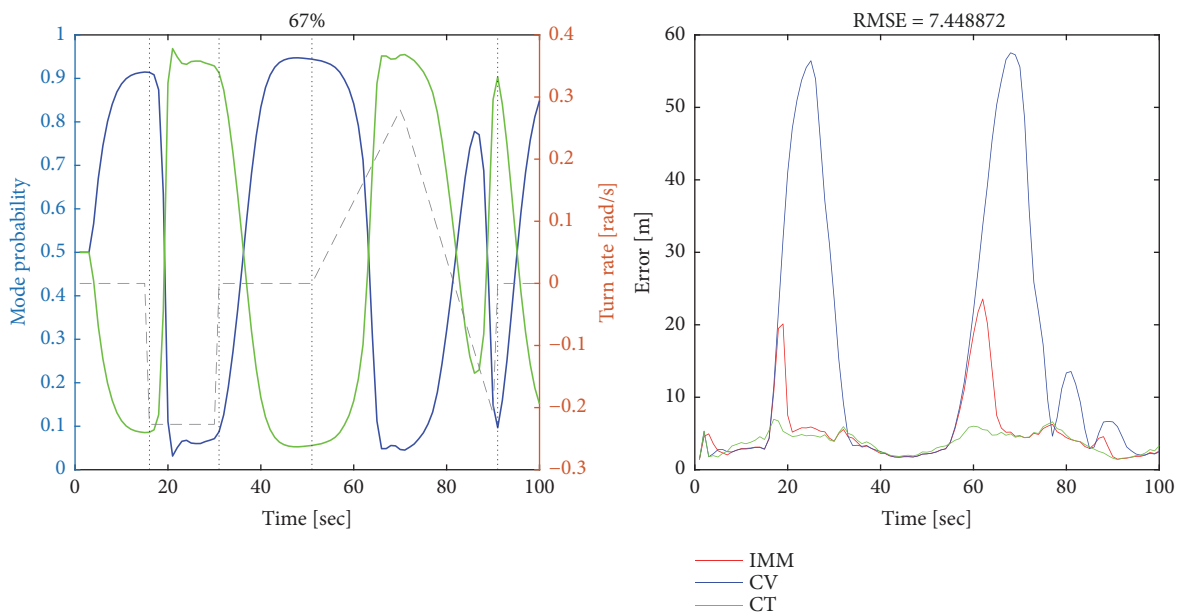 67%
Mode probability
1
0.9
0.8
0.7
0.6
0.5
0.4
0.3
0.2
0.1
0
0.4
0.3
0.2
0.1
0
−0.1
−0.2
−0.3
Turn rate [rad/s]
0 20 40 60 80 100
Time [sec]
RMSE = 7.448872
Error [m]
60
50
40
30
20
10
0
0 20 40 60 80 100
Time [sec]
IMM
CV
CT